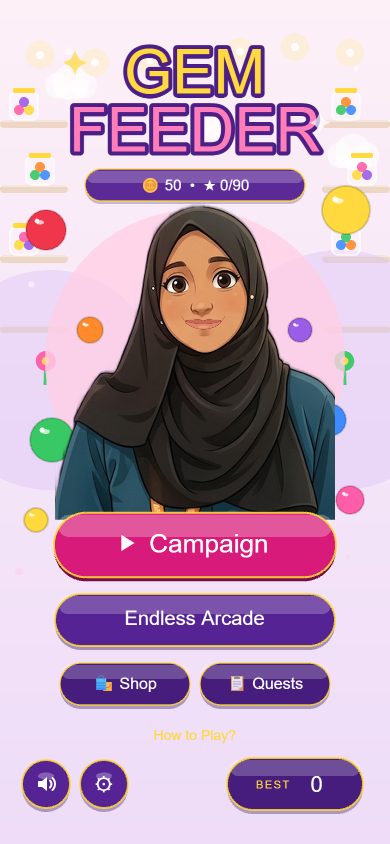 GEM
FEEDER
50 • ★ 0/90
Campaign
Endless Arcade
Shop
Quests
How to Play?
BEST 0